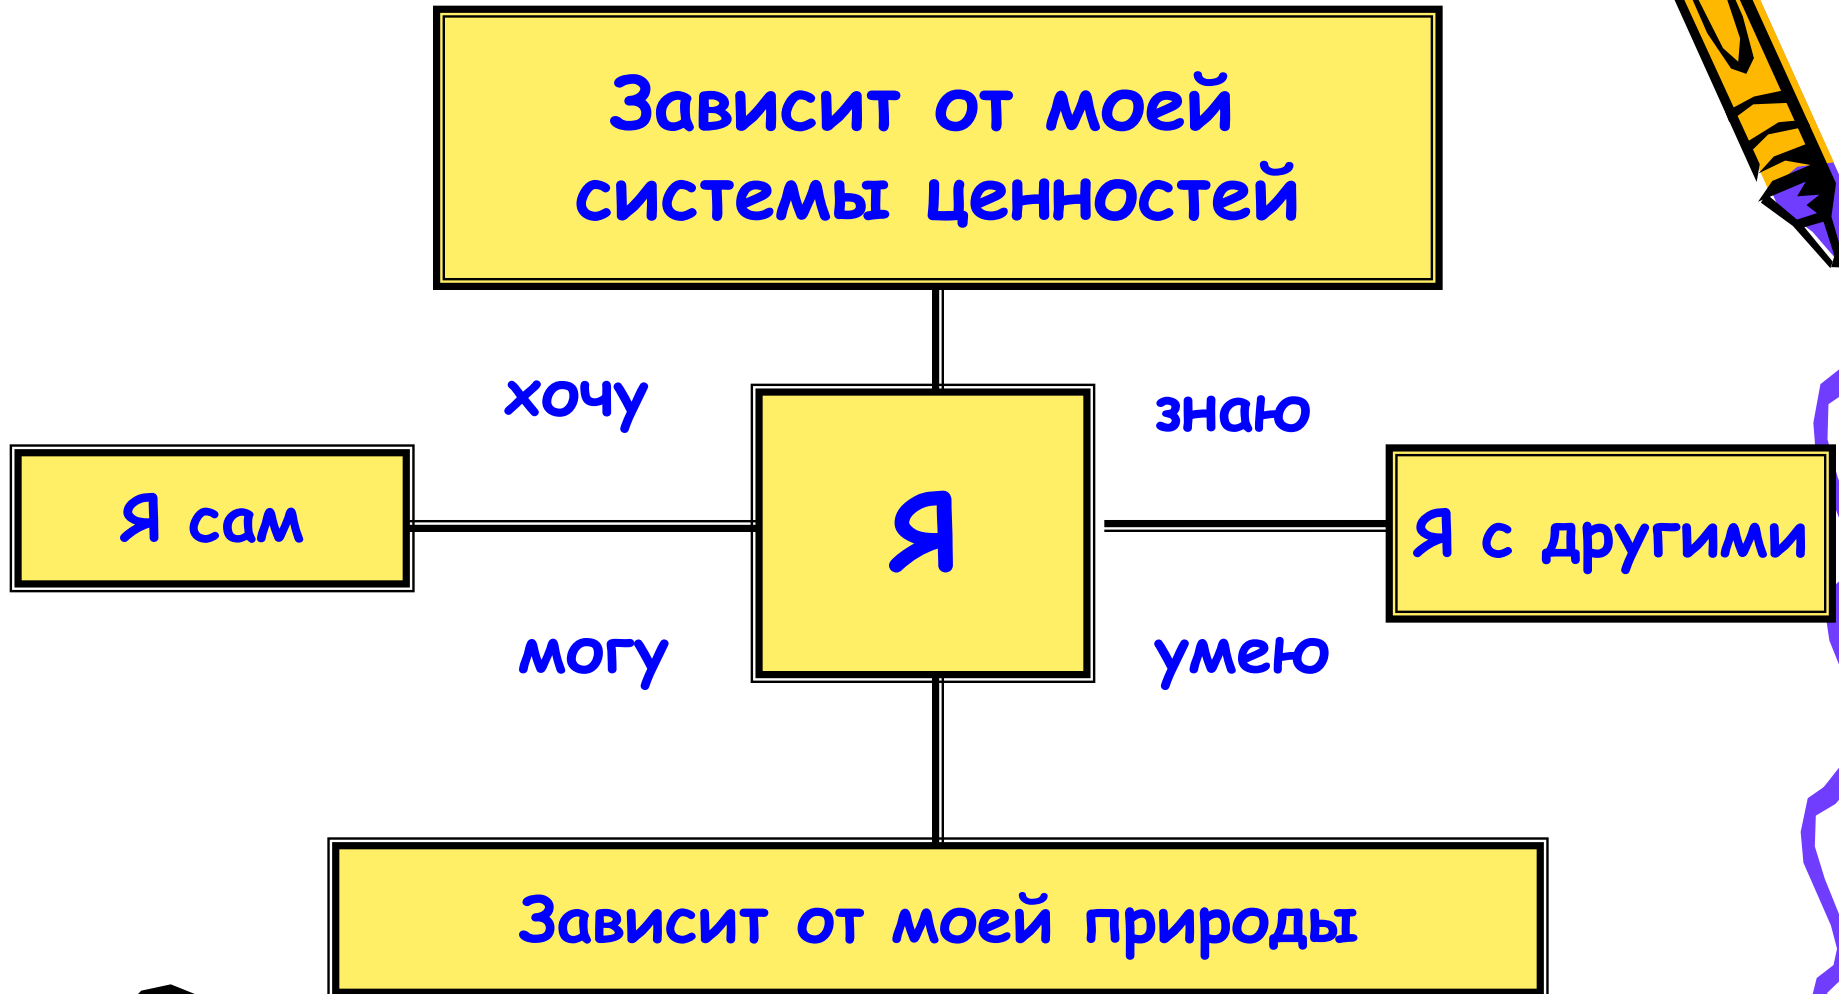 Зависит от моей
системы ценностей
хочу
знаю
Я сам
Я
Я с другими
могу
умею
Зависит от моей природы